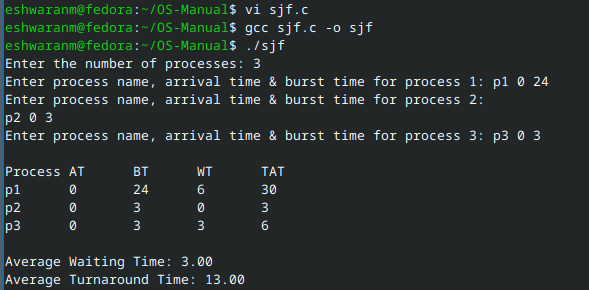 eshwaranm@fedora:~/OS-Manual$ vi sjf.c
eshwaranm@fedora:~/OS-Manual$ gcc sjf.c -o sjf
eshwaranm@fedora:~/OS-Manual$ ./sjf
Enter the number of processes: 3
Enter process name, arrival time & burst time for process 1: p1 0 24
Enter process name, arrival time & burst time for process 2:
p2 0 3
Enter process name, arrival time & burst time for process 3: p3 0 3
Process AT BT WT TAT
p1 0 24 6 30
p2 0 3 0 3
p3 0 3 3 6
Average Waiting Time: 3.00
Average Turnaround Time: 13.00